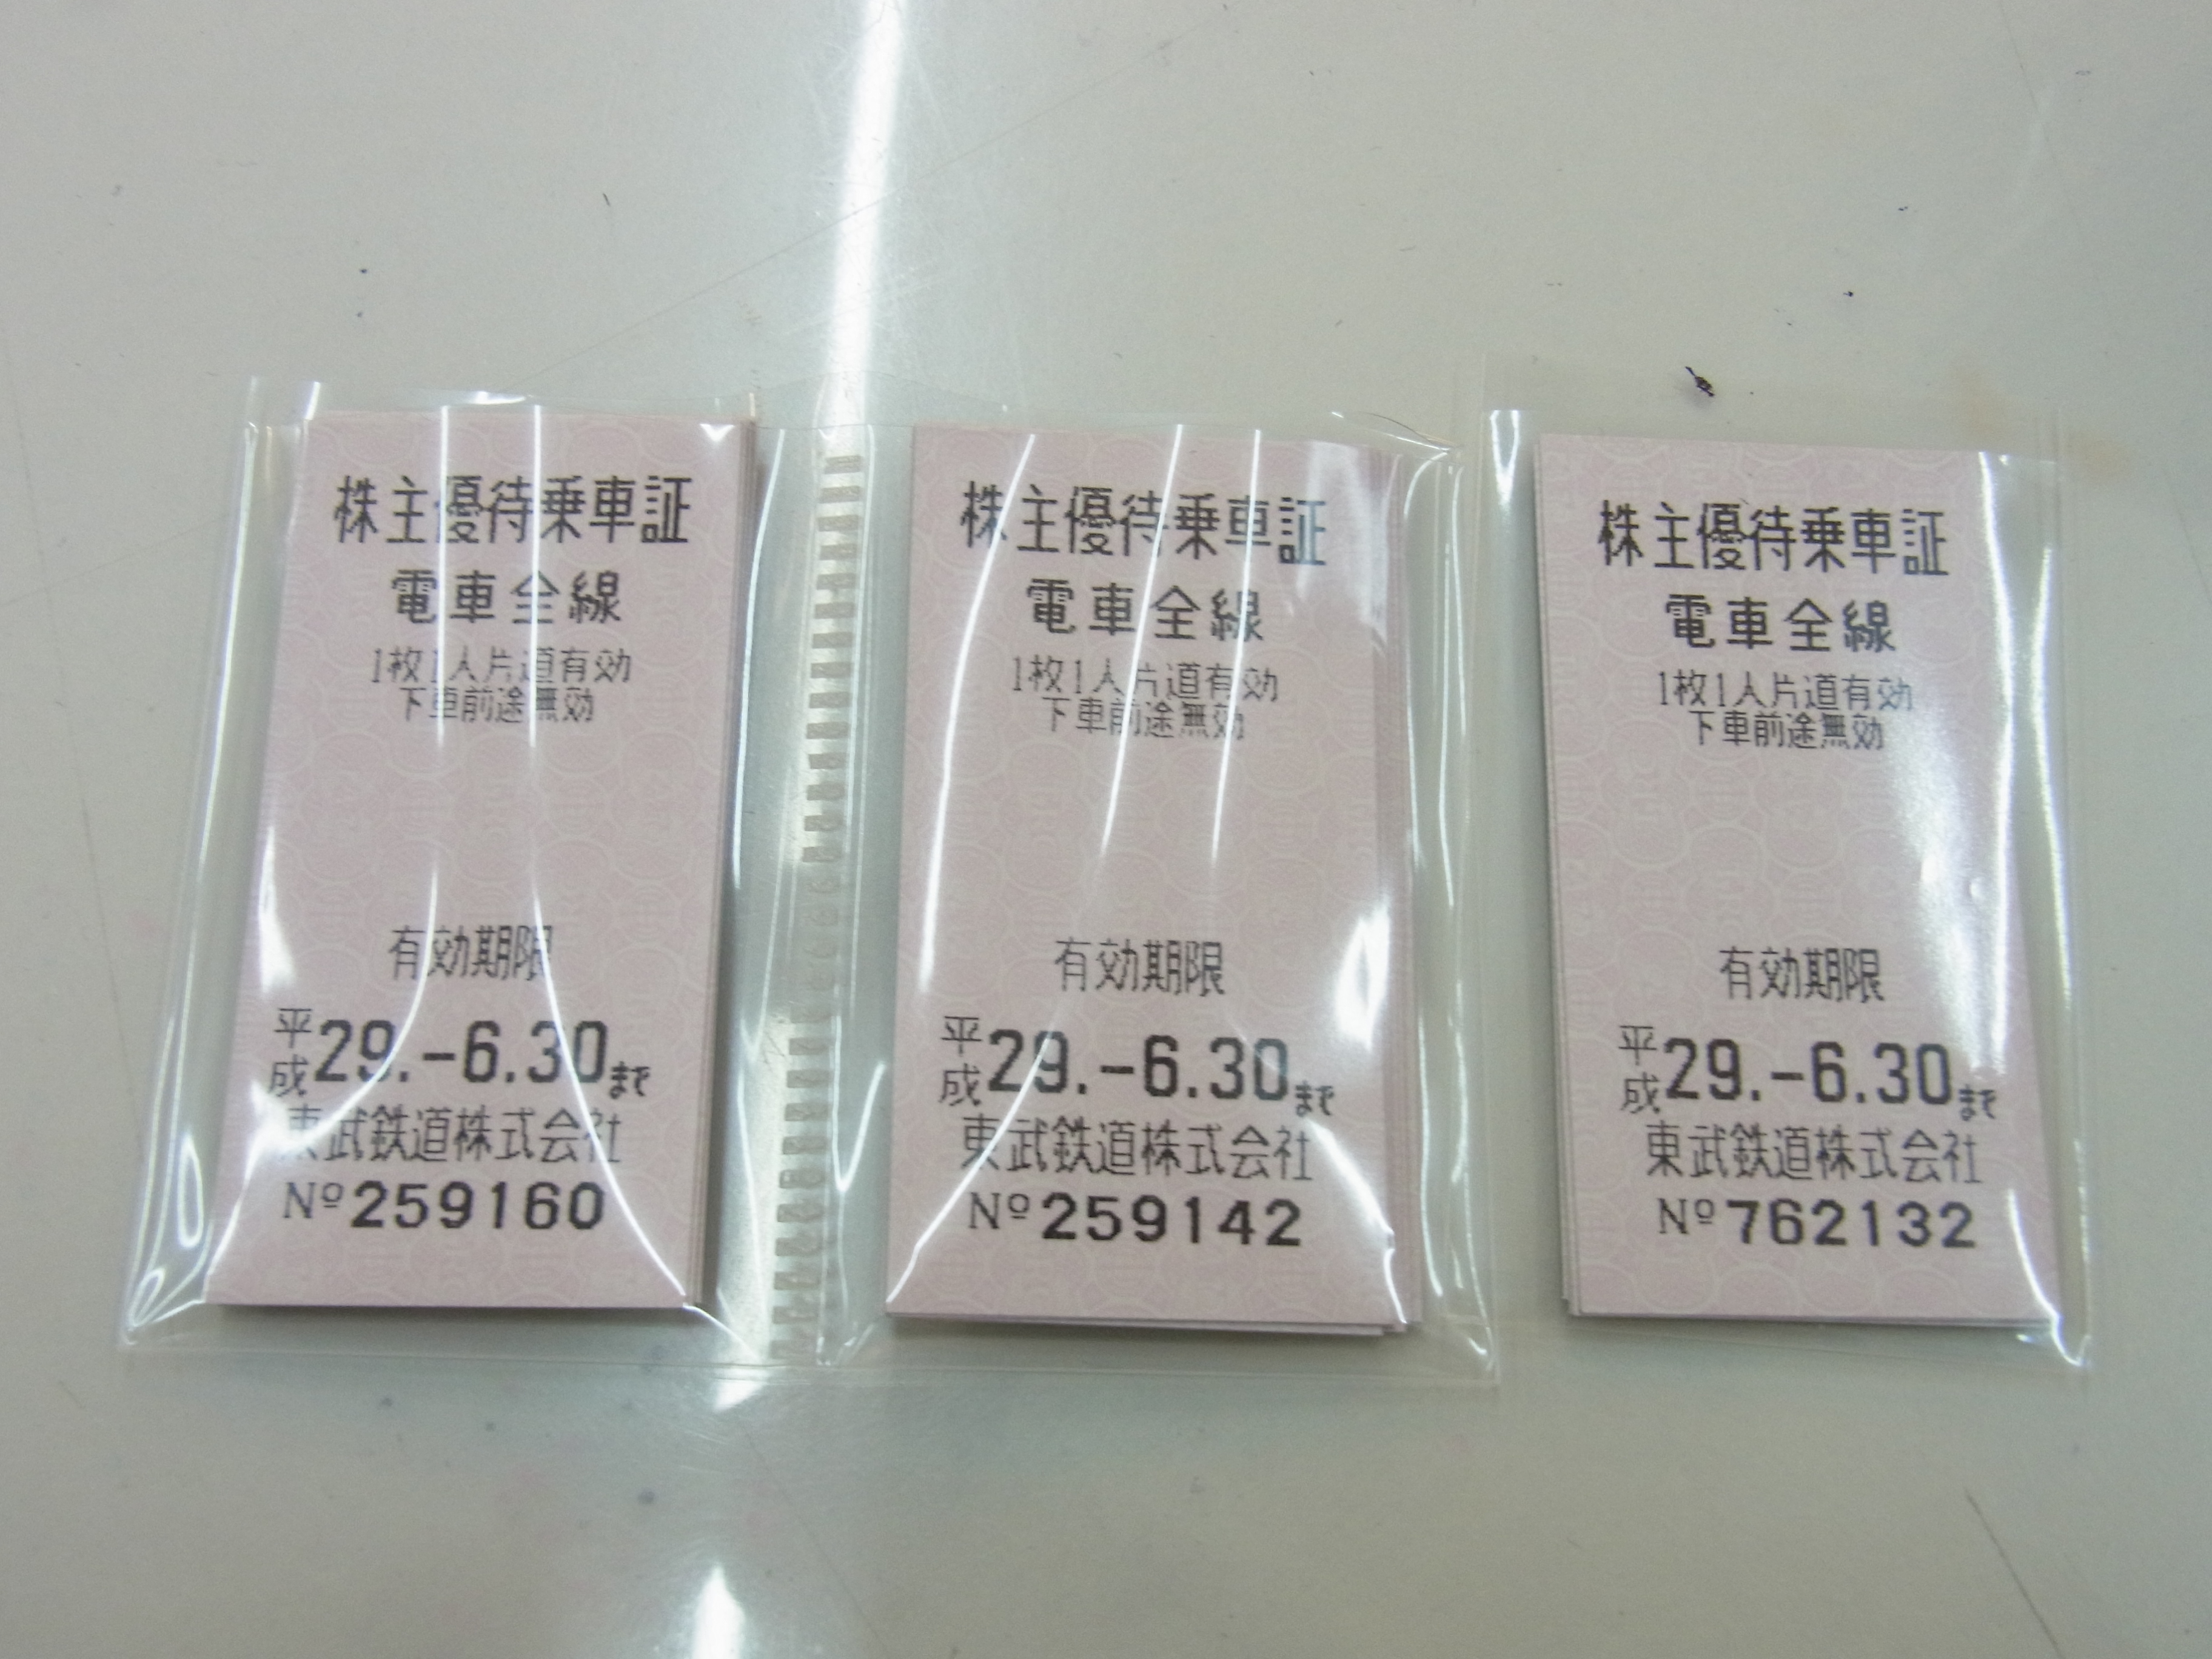 株主優待乗車証
電車全線
1枚1人片道有効
下車前途無効
有効期限
平成29.-6.30まで
東武鉄道株式会社
Nº259160
株主優待乗車証
電車全線
1枚1人片道有効
下車前途無効
有効期限
平成29.-6.30まで
東武鉄道株式会社
Nº259142
株主優待乗車証
電車全線
1枚1人片道有効
下車前途無効
有効期限
平成29.-6.30まで
東武鉄道株式会社
Nº762132